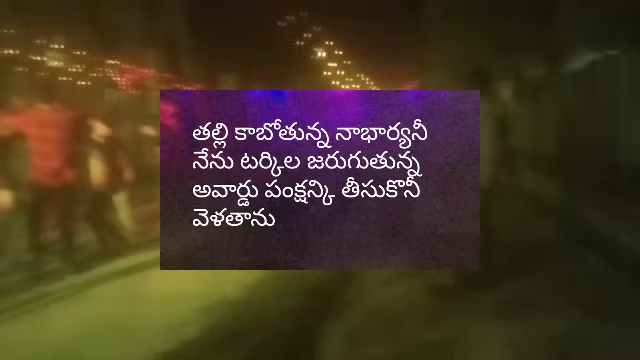 తల్లి కాబోతున్న నాభార్యనీ
నేను టర్కిల జరుగుతున్న
అవార్డు పంక్షన్కి తీసుకొనీ
వెళతాను